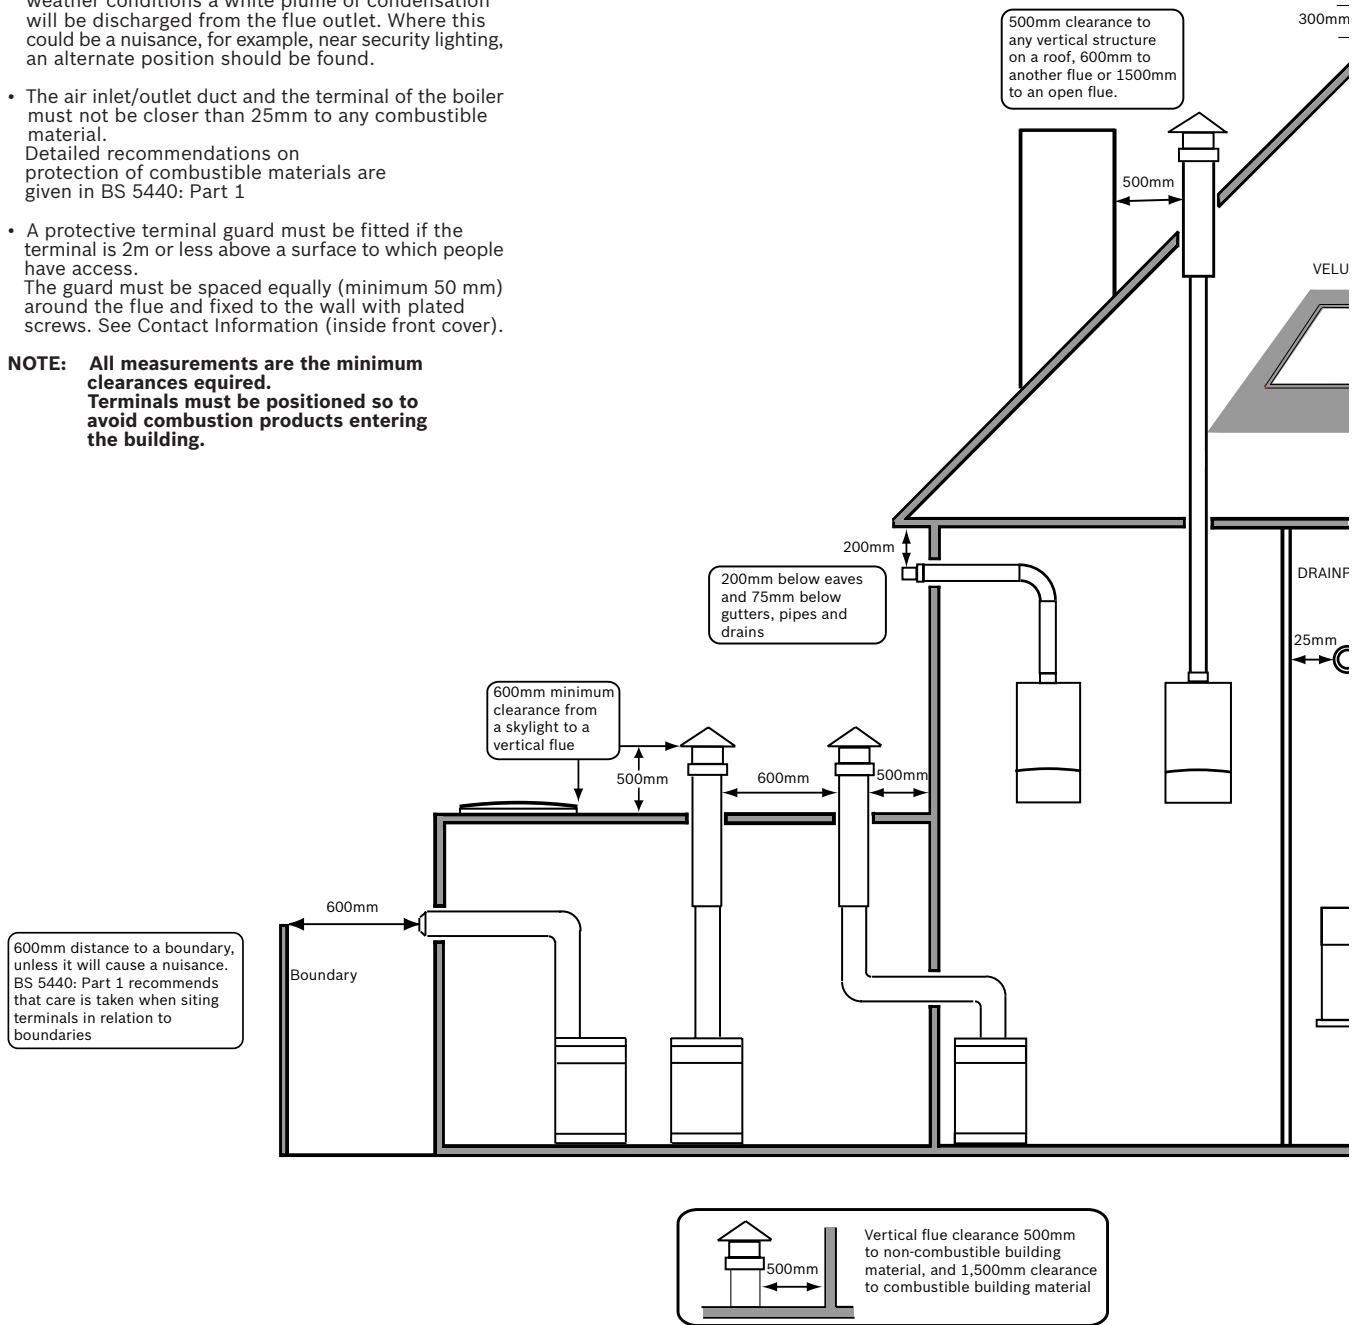 weather conditions a white plume of condensation
will be discharged from the flue outlet. Where this
could be a nuisance, for example, near security lighting,
an alternate position should be found.
• The air inlet/outlet duct and the terminal of the boiler
must not be closer than 25mm to any combustible
material.
Detailed recommendations on
protection of combustible materials are
given in BS 5440: Part 1
• A protective terminal guard must be fitted if the
terminal is 2m or less above a surface to which people
have access.
The guard must be spaced equally (minimum 50 mm)
around the flue and fixed to the wall with plated
screws. See Contact Information (inside front cover).
NOTE: All measurements are the minimum
clearances equired.
Terminals must be positioned so to
avoid combustion products entering
the building.
500mm clearance to
any vertical structure
on a roof, 600mm to
another flue or 1500mm
to an open flue.
300mm
500mm
VELU
200mm
200mm below eaves
and 75mm below
gutters, pipes and
drains
DRAINP
25mm
600mm minimum
clearance from
a skylight to a
vertical flue
500mm
600mm
500mm
600mm
600mm distance to a boundary,
unless it will cause a nuisance.
BS 5440: Part 1 recommends
that care is taken when siting
terminals in relation to
boundaries
Boundary
500mm
Vertical flue clearance 500mm
to non-combustible building
material, and 1,500mm clearance
to combustible building material